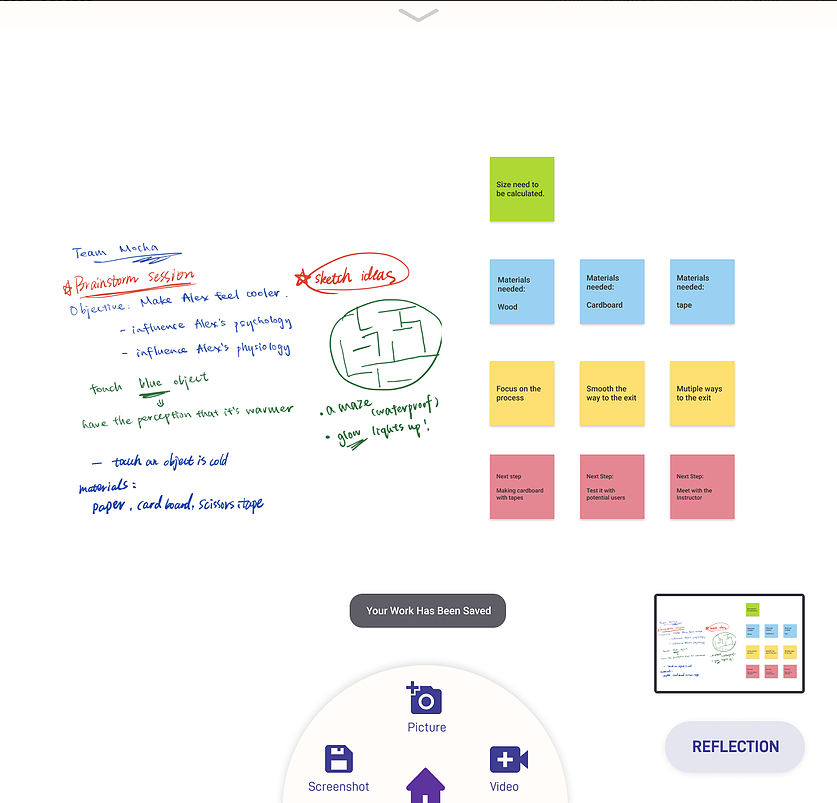 Team Mocha
Brainstorm session
Objective: Make Alex feel cooler.
- influence Alex's psychology
- influence Alex's physiology
touch blue object
have the perception that it's warmer
- touch an object is cold
materials:
paper, card board, scissors, tape
sketch ideas
• a maze (waterproof)
• glow lights up!
Size need to
be calculated.
Materials
needed:
Wood
Materials
needed:
Cardboard
Materials
needed:
tape
Focus on the
process
Smooth the
way to the exit
Mutiple ways
to the exit
Next step
Making cardboard
with tapes
Next Step:
Test it with
potential users
Next Step:
Meet with the
Instructor
Your Work Has Been Saved
Picture
Screenshot
Video
REFLECTION